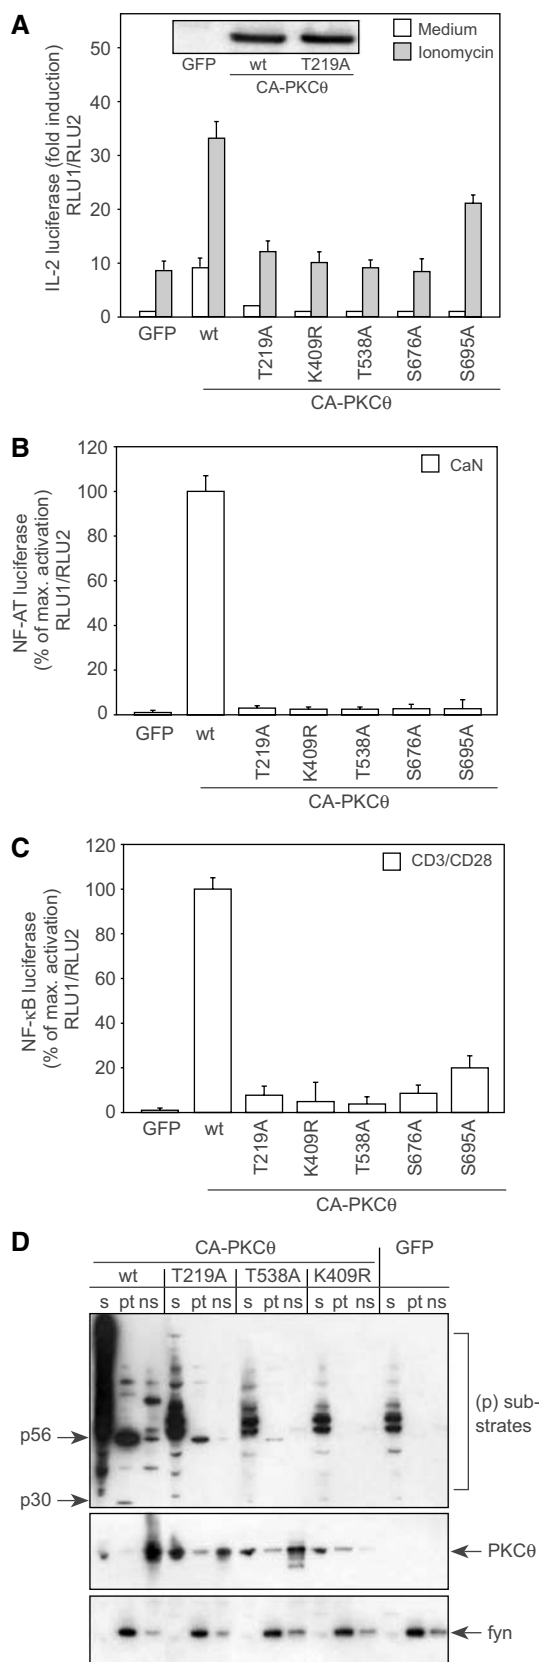 A
IL-2 luciferase (fold induction)
RLU1/RLU2
50
40
30
20
10
0
GFP
wt
T219A
CA-PKCθ
Medium
Ionomycin
GFP
wt
T219A
K409R
T538A
S676A
S695A
CA-PKCθ
B
NF-AT luciferase
(% of max. activation)
RLU1/RLU2
120
100
80
60
40
20
0
CaN
GFP
wt
T219A
K409R
T538A
S676A
S695A
CA-PKCθ
C
NF-κB luciferase
(% of max. activation)
RLU1/RLU2
120
100
80
60
40
20
0
CD3/CD28
GFP
wt
T219A
K409R
T538A
S676A
S695A
CA-PKCθ
D
CA-PKCθ GFP
wt T219A T538A K409R
s pt ns s pt ns s pt ns s pt ns s pt ns
(p) sub-
strates
p56
p30
PKCθ
fyn